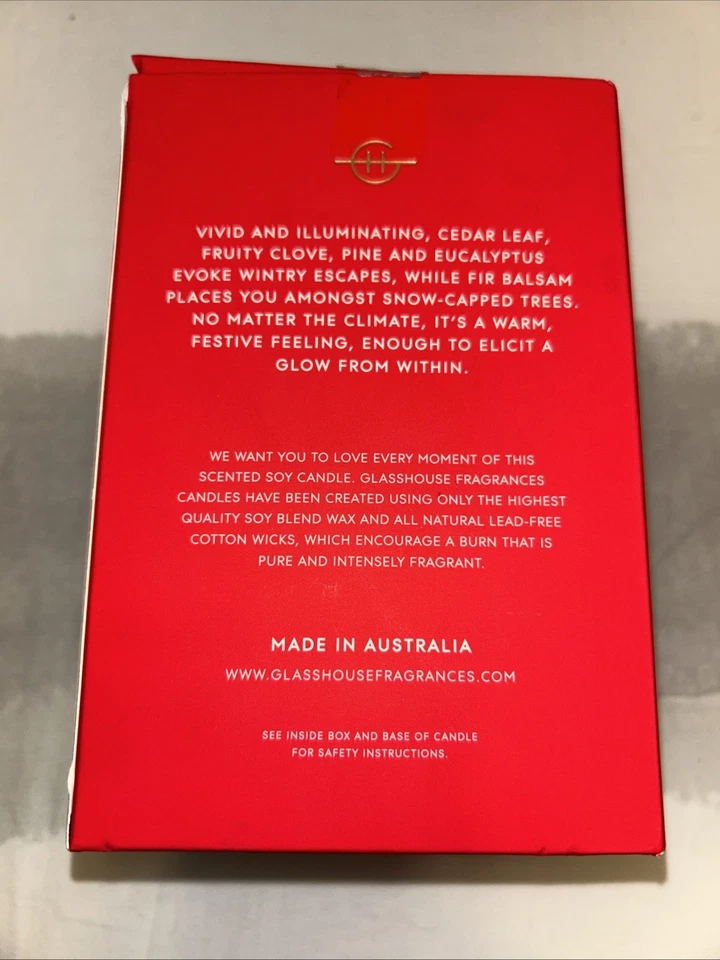 VIVID AND ILLUMINATING, CEDAR LEAF,
FRUITY CLOVE, PINE AND EUCALYPTUS
EVOKE WINTRY ESCAPES, WHILE FIR BALSAM
PLACES YOU AMONGST SNOW-CAPPED TREES.
NO MATTER THE CLIMATE, IT'S A WARM,
FESTIVE FEELING, ENOUGH TO ELICIT A
GLOW FROM WITHIN.
WE WANT YOU TO LOVE EVERY MOMENT OF THIS
SCENTED SOY CANDLE. GLASSHOUSE FRAGRANCES
CANDLES HAVE BEEN CREATED USING ONLY THE HIGHEST
QUALITY SOY BLEND WAX AND ALL NATURAL LEAD-FREE
COTTON WICKS, WHICH ENCOURAGE A BURN THAT IS
PURE AND INTENSELY FRAGRANT.
MADE IN AUSTRALIA
WWW.GLASSHOUSEFRAGRANCES.COM
SEE INSIDE BOX AND BASE OF CANDLE
FOR SAFETY INSTRUCTIONS.